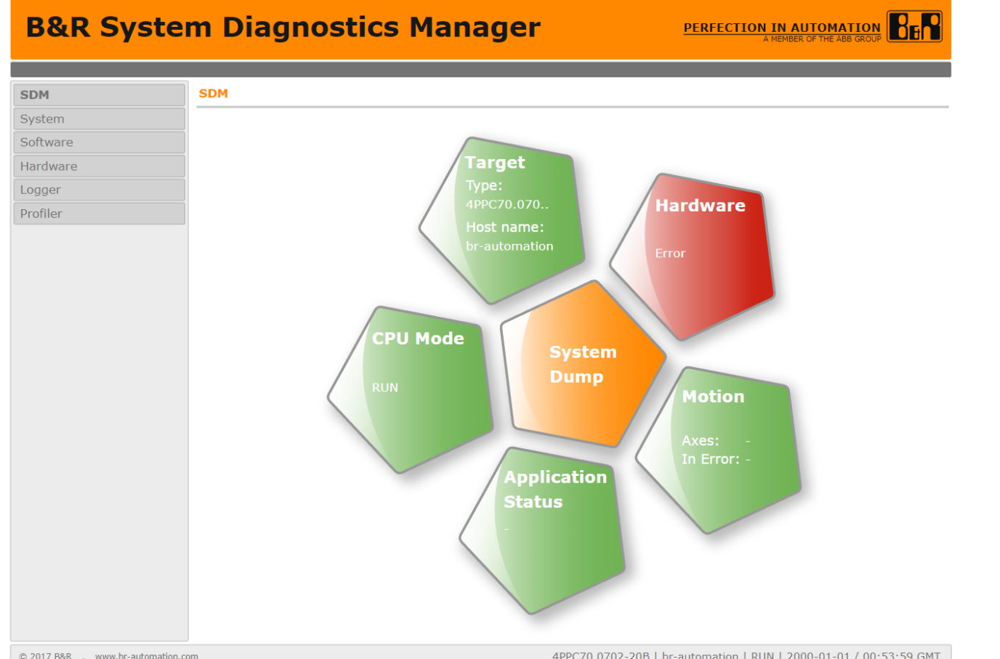 B&R System Diagnostics Manager
PERFECTION IN AUTOMATION
A MEMBER OF THE ABB GROUP
B&R
SDM
System
Software
Hardware
Logger
Profiler
SDM
Target
Type:
4PPC70.070..
Host name:
br-automation
Hardware
Error
CPU Mode
RUN
System
Dump
Motion
Axes: -
In Error: -
Application
Status
-
© 2017 B&R . www.br-automation.com
4PPC70.0702-20B | br-automation | RUN | 2000-01-01 / 00:53:59 GMT